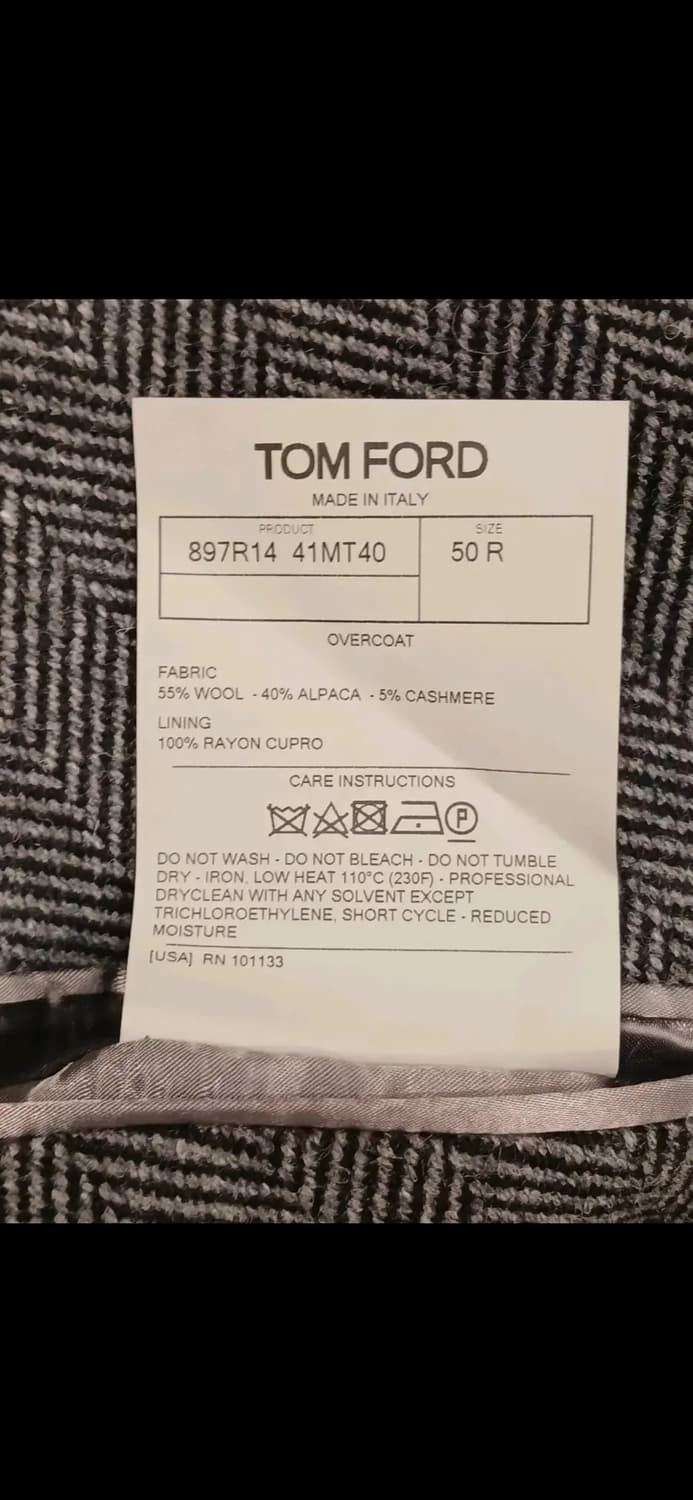 TOM FORD
MADE IN ITALY
PRODUCT
897R14 41MT40
SIZE
50 R
OVERCOAT
FABRIC
55% WOOL - 40% ALPACA - 5% CASHMERE
LINING
100% RAYON CUPRO
CARE INSTRUCTIONS
P
DO NOT WASH - DO NOT BLEACH - DO NOT TUMBLE
DRY - IRON, LOW HEAT 110°C (230F) - PROFESSIONAL
DRYCLEAN WITH ANY SOLVENT EXCEPT
TRICHLOROETHYLENE, SHORT CYCLE - REDUCED
MOISTURE
[USA] RN 101133